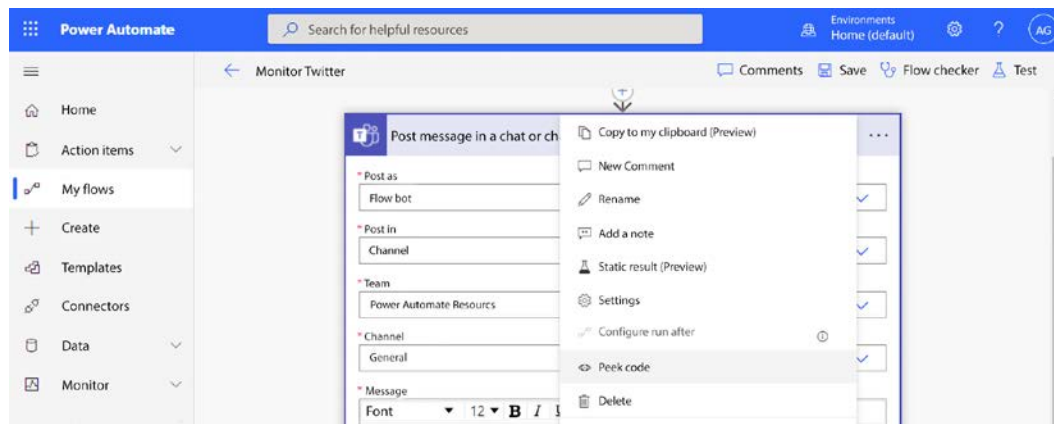 Power Automate
Search for helpful resources
Environments
Home (default)
?
AG
Monitor Twitter
Comments
Save
Flow checker
Test
Home
Action items
My flows
Create
Templates
Connectors
Data
Monitor
Post message in a chat or ch
* Post as
Flow bot
* Post in
Channel
* Team
Power Automate Resourcs
* Channel
General
* Message
Font
12
B
I
Copy to my clipboard (Preview)
New Comment
Rename
Add a note
Static result (Preview)
Settings
Configure run after
Peek code
Delete